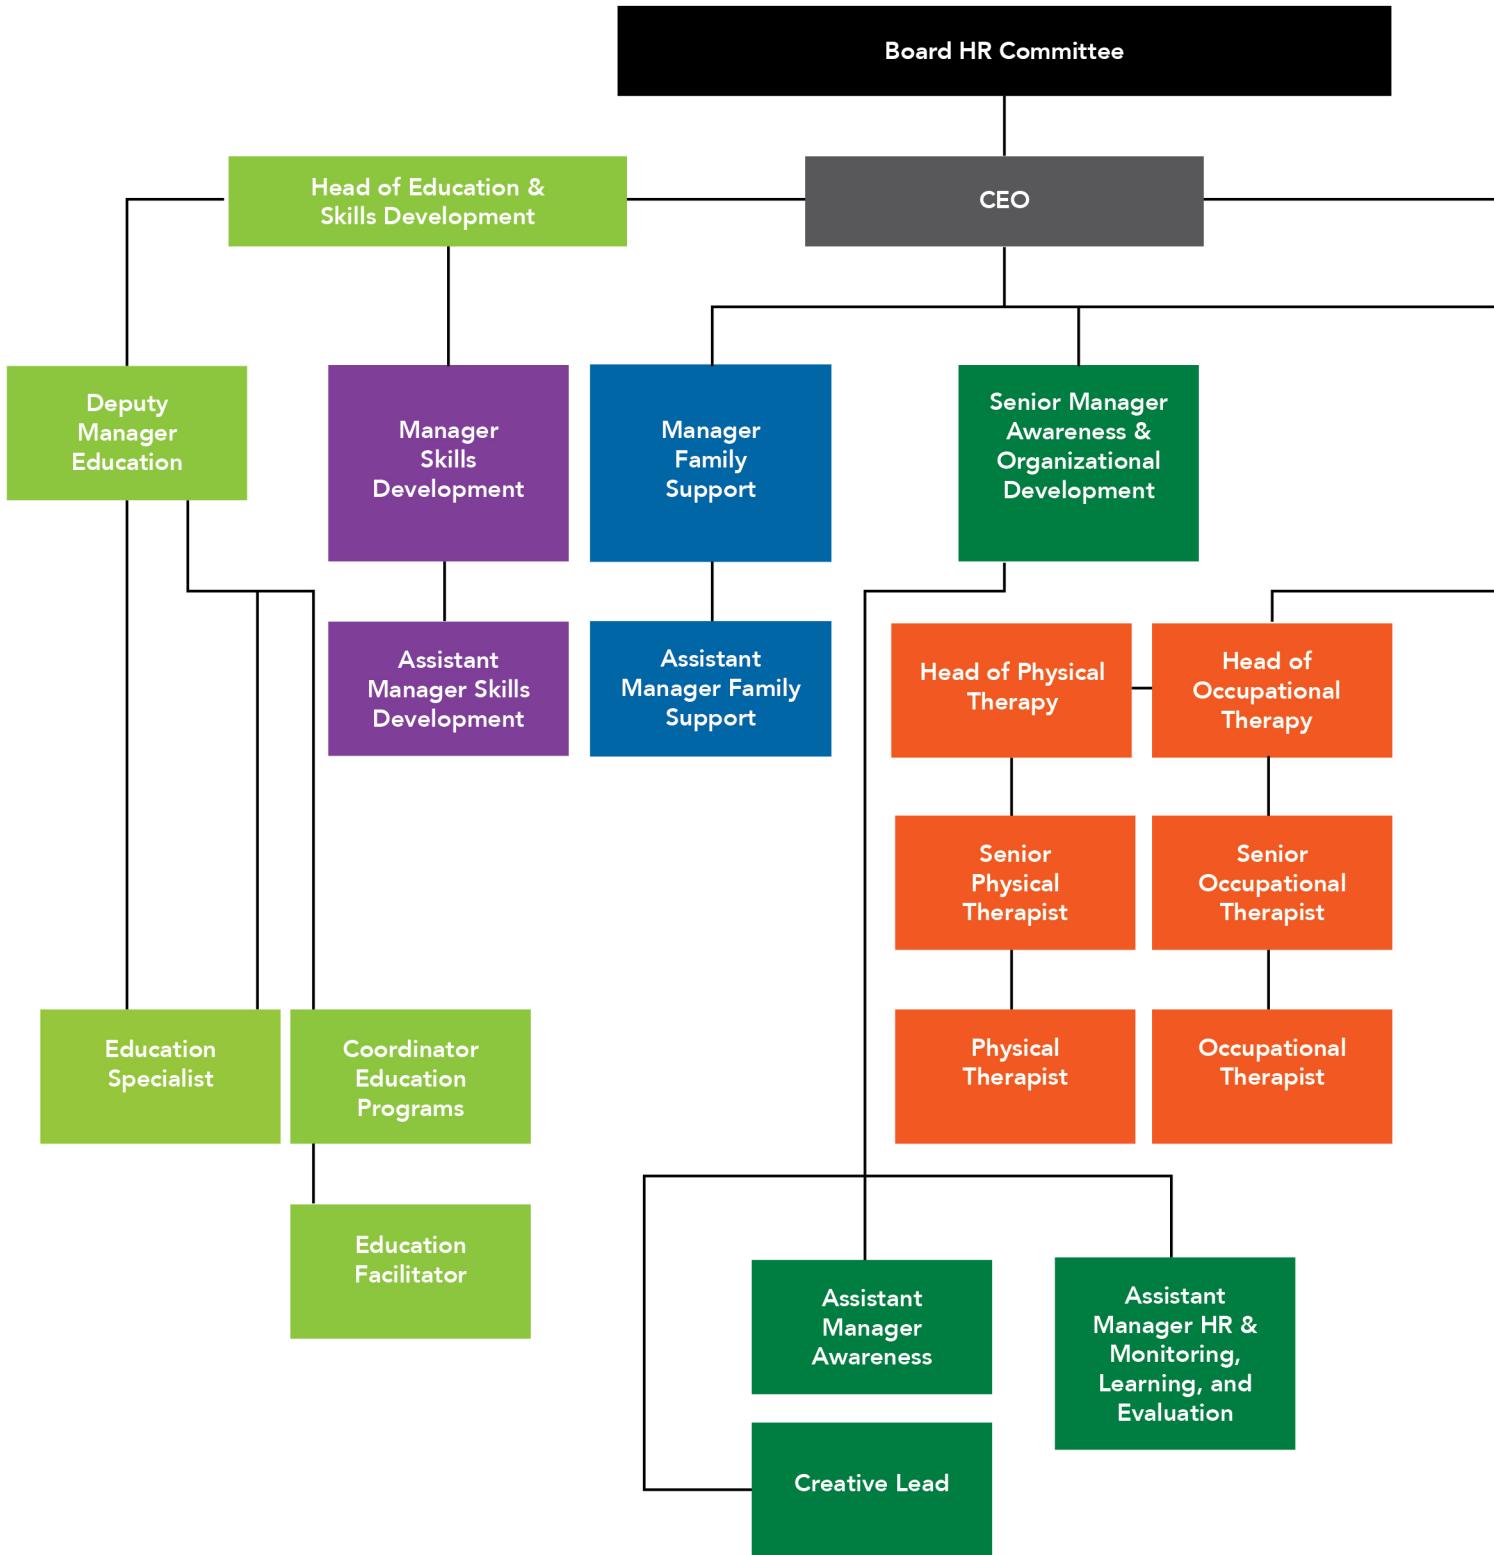 Board HR Committee
Head of Education &
Skills Development
CEO
Deputy
Manager
Education
Manager
Skills
Development
Manager
Family
Support
Senior Manager
Awareness &
Organizational
Development
Assistant
Manager Skills
Development
Assistant
Manager Family
Support
Head of Physical
Therapy
Head of
Occupational
Therapy
Senior
Physical
Therapist
Senior
Occupational
Therapist
Education
Specialist
Coordinator
Education
Programs
Physical
Therapist
Occupational
Therapist
Education
Facilitator
Assistant
Manager
Awareness
Assistant
Manager HR &
Monitoring,
Learning, and
Evaluation
Creative Lead